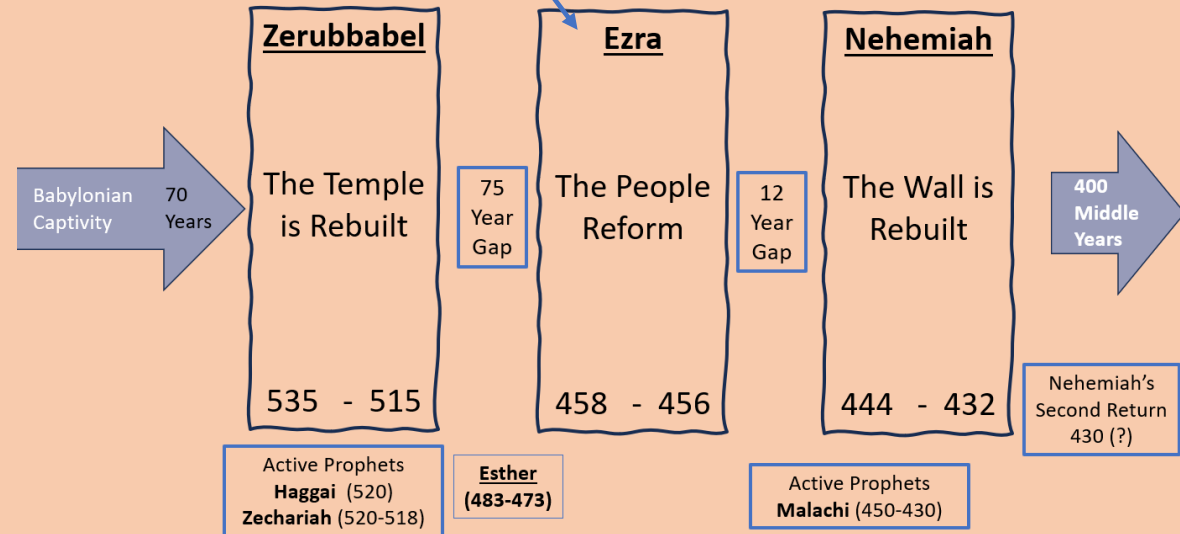 Zerubbabel
Ezra
Nehemiah
Babylonian
Captivity
70
Years
The Temple
is Rebuilt
75
Year
Gap
The People
Reform
12
Year
Gap
The Wall is
Rebuilt
400
Middle
Years
535 - 515
458 - 456
444 - 432
Nehemiah's
Second Return
430 (?)
Active Prophets
Haggai (520)
Zechariah (520-518)
Esther
(483-473)
Active Prophets
Malachi (450-430)